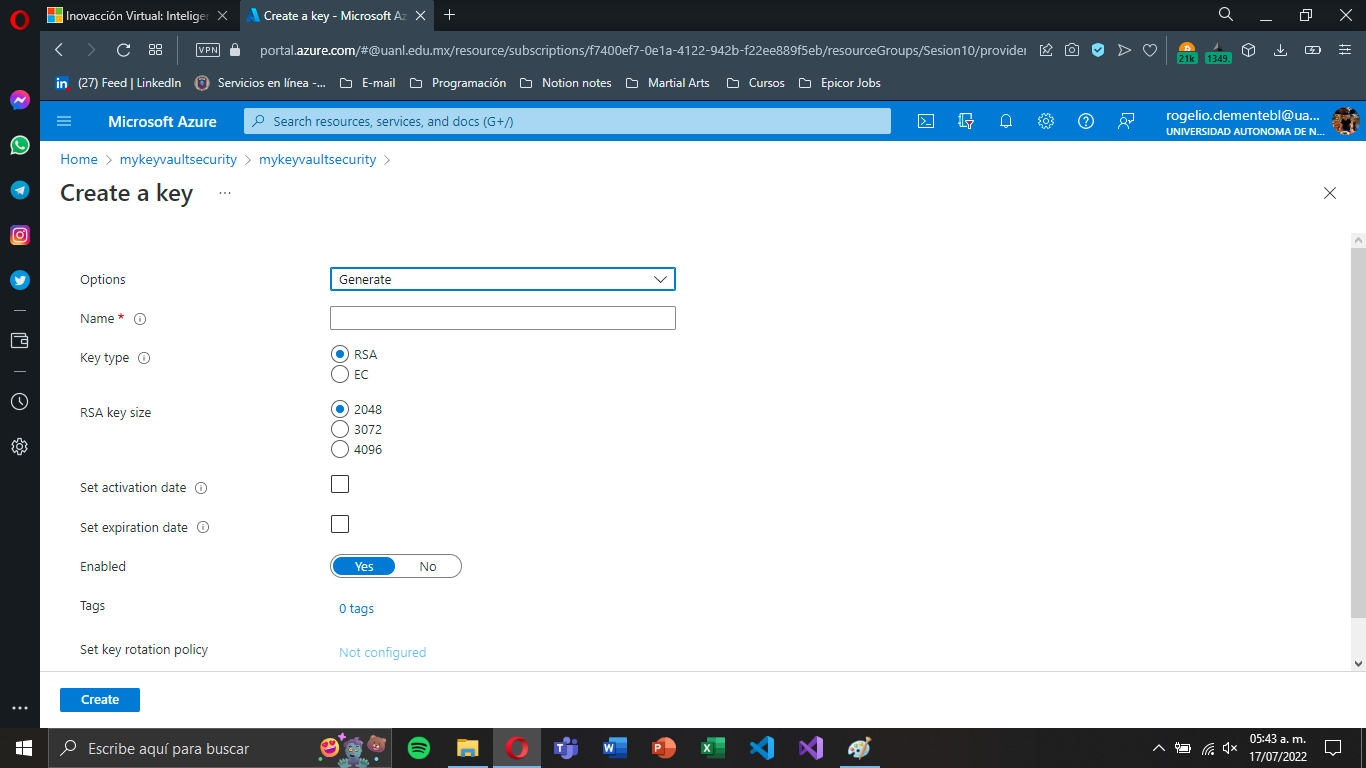 Inovacción Virtual: Inteliger
Create a key - Microsoft Az
VPN
portal.azure.com/#@uanl.edu.mx/resource/subscriptions/f7400ef7-0e1a-4122-942b-f22ee889f5eb/resourceGroups/Sesion10/provider
21k
1349.
(27) Feed | LinkedIn
Servicios en línea -...
E-mail
Programación
Notion notes
Martial Arts
Cursos
Epicor Jobs
Microsoft Azure
Search resources, services, and docs (G+/)
rogelio.clementebl@ua...
UNIVERSIDAD AUTONOMA DE N...
Home > mykeyvaultsecurity > mykeyvaultsecurity >
Create a key ...
Options
Generate
Name *
Key type
RSA
EC
RSA key size
2048
3072
4096
Set activation date
Set expiration date
Enabled
Yes No
Tags
0 tags
Set key rotation policy
Not configured
Create
Escribe aquí para buscar
05:43 a. m.
17/07/2022